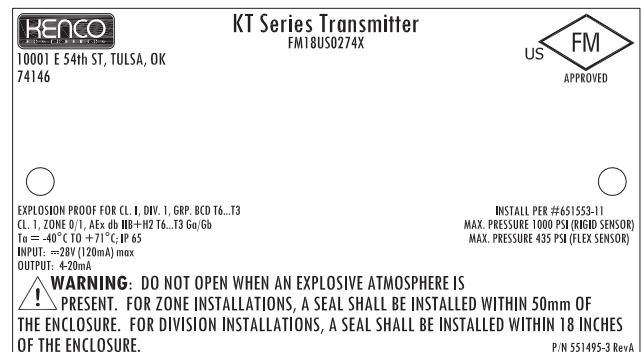 KENCO
ENGINEERING
KT Series Transmitter
FM18US0274X
10001 E 54th ST, TULSA, OK
74146
US FM
APPROVED
EXPLOSION PROOF FOR CL. I, DIV. 1, GRP. BCD T6...T3
CL. 1, ZONE 0/1, AEx db IIB+H2 T6...T3 Ga/Gb
Ta = -40°C TO +71°C; IP 65
INPUT: ⎓28V (120mA) max
OUTPUT: 4-20mA
INSTALL PER #651553-11
MAX. PRESSURE 1000 PSI (RIGID SENSOR)
MAX. PRESSURE 435 PSI (FLEX SENSOR)
WARNING: DO NOT OPEN WHEN AN EXPLOSIVE ATMOSPHERE IS
! PRESENT. FOR ZONE INSTALLATIONS, A SEAL SHALL BE INSTALLED WITHIN 50mm OF
THE ENCLOSURE. FOR DIVISION INSTALLATIONS, A SEAL SHALL BE INSTALLED WITHIN 18 INCHES
OF THE ENCLOSURE.
P/N 551495-3 RevA